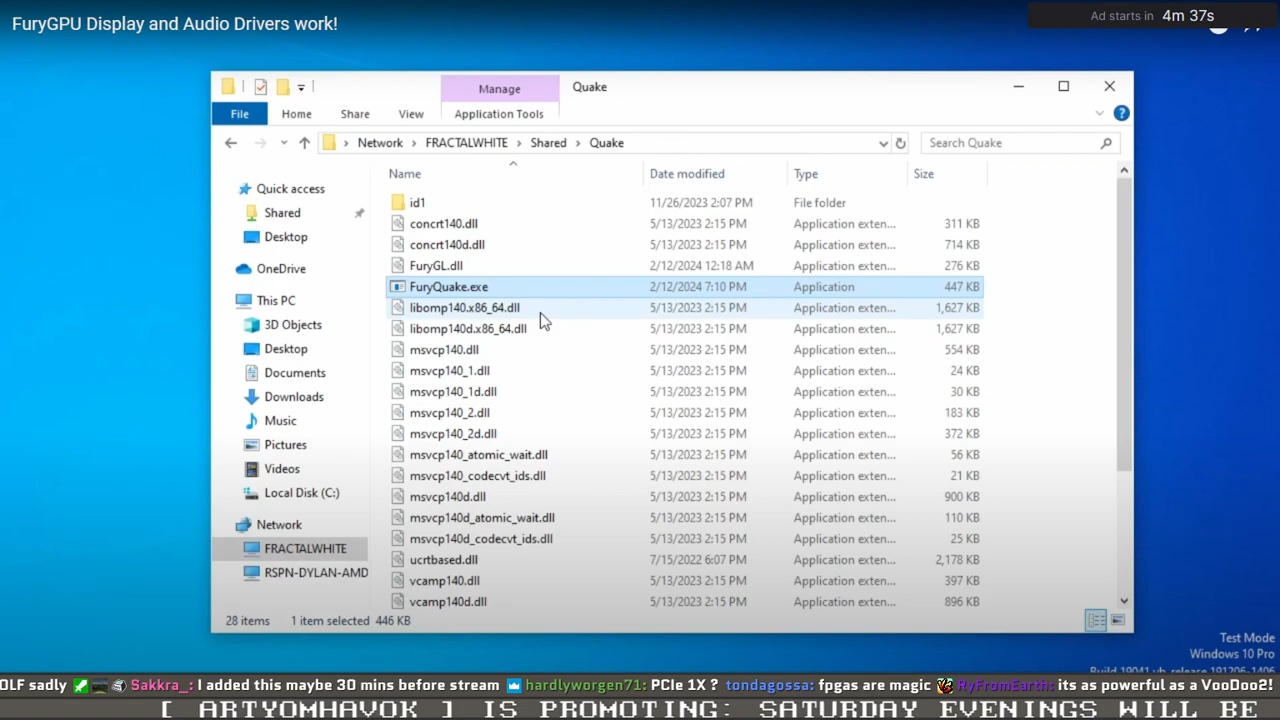 FuryGPU Display and Audio Drivers work!
Ad starts in 4m 37s
Manage Quake
File Home Share View Application Tools
Network > FRACTALWHITE > Shared > Quake Search Quake
Name Date modified Type Size
Quick access
Shared
Desktop
OneDrive
This PC
3D Objects
Desktop
Documents
Downloads
Music
Pictures
Videos
Local Disk (C:)
Network
FRACTALWHITE
RSPN-DYLAN-AMD
id1 11/26/2023 2:07 PM File folder
concrt140.dll 5/13/2023 2:15 PM Application exten... 311 KB
concrt140d.dll 5/13/2023 2:15 PM Application exten... 714 KB
FuryGL.dll 2/12/2024 12:18 AM Application exten... 276 KB
FuryQuake.exe 2/12/2024 7:10 PM Application 447 KB
libomp140.x86_64.dll 5/13/2023 2:15 PM Application exten... 1,627 KB
libomp140d.x86_64.dll 5/13/2023 2:15 PM Application exten... 1,627 KB
msvcp140.dll 5/13/2023 2:15 PM Application exten... 554 KB
msvcp140_1.dll 5/13/2023 2:15 PM Application exten... 24 KB
msvcp140_1d.dll 5/13/2023 2:15 PM Application exten... 30 KB
msvcp140_2.dll 5/13/2023 2:15 PM Application exten... 183 KB
msvcp140_2d.dll 5/13/2023 2:15 PM Application exten... 372 KB
msvcp140_atomic_wait.dll 5/13/2023 2:15 PM Application exten... 56 KB
msvcp140_codecvt_ids.dll 5/13/2023 2:15 PM Application exten... 21 KB
msvcp140d.dll 5/13/2023 2:15 PM Application exten... 900 KB
msvcp140d_atomic_wait.dll 5/13/2023 2:15 PM Application exten... 110 KB
msvcp140d_codecvt_ids.dll 5/13/2023 2:15 PM Application exten... 25 KB
ucrtbased.dll 7/15/2022 6:07 PM Application exten... 2,178 KB
vcamp140.dll 5/13/2023 2:15 PM Application exten... 397 KB
vcamp140d.dll 5/13/2023 2:15 PM Application exten... 896 KB
28 items 1 item selected 446 KB
Test Mode
Windows 10 Pro
Build 19041.vb_release.191206-1406
OLF sadly Sakkra_: I added this maybe 30 mins before stream hardlyworgen71: PCIe 1X ? tondagossa: fpgas are magic RyFromEarth: its as powerful as a VooDoo2!
[ ARTYOMHAVOK ] IS PROMOTING: SATURDAY EVENINGS WILL BE